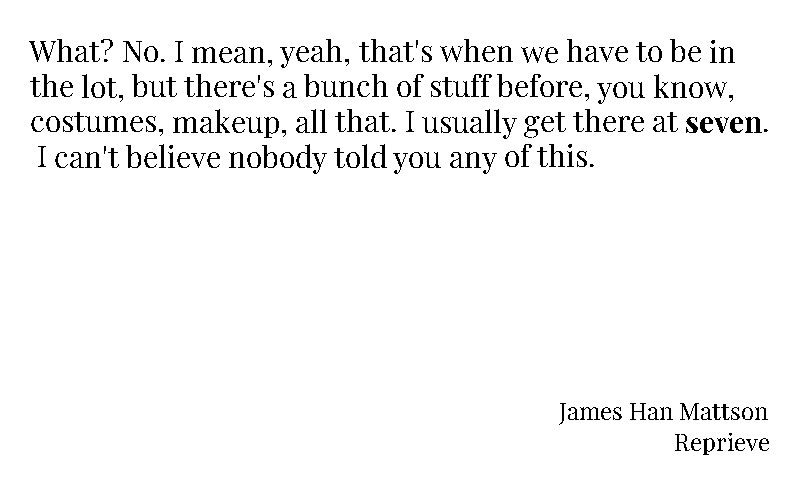 What? No. I mean, yeah, that's when we have to be in
the lot, but there's a bunch of stuff before, you know,
costumes, makeup, all that. I usually get there at seven.
I can't believe nobody told you any of this.
James Han Mattson
Reprieve